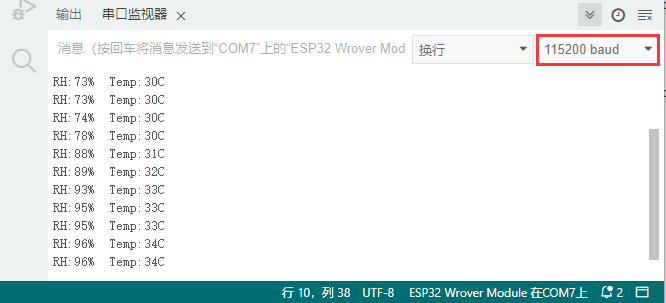 输出 串口监视器 ×
消息（按回车将消息发送到“COM7”上的“ESP32 Wrover Mod
换行
115200 baud
RH:73% Temp:30C
RH:73% Temp:30C
RH:74% Temp:30C
RH:78% Temp:30C
RH:88% Temp:31C
RH:89% Temp:32C
RH:93% Temp:33C
RH:95% Temp:33C
RH:95% Temp:33C
RH:96% Temp:34C
RH:96% Temp:34C
行 10，列 38 UTF-8 ESP32 Wrover Module 在COM7上 2